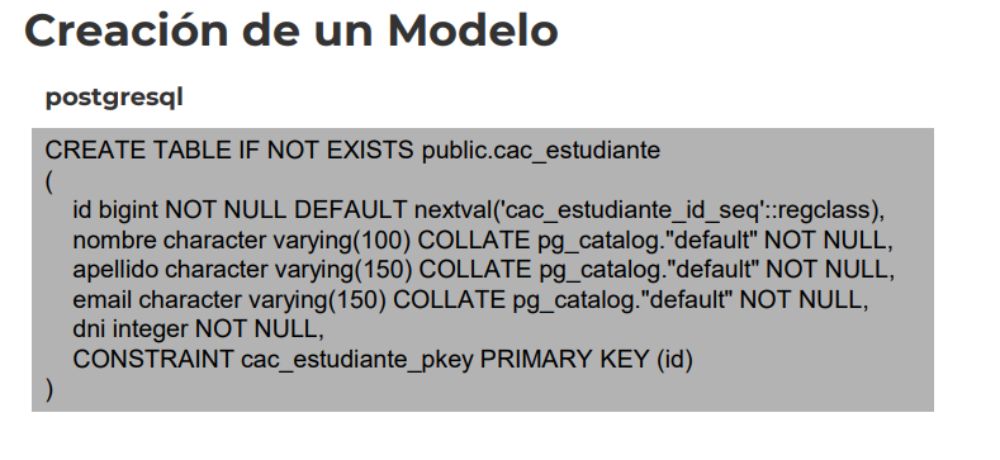 Creación de un Modelo
postgresql
CREATE TABLE IF NOT EXISTS public.cac_estudiante
(
id bigint NOT NULL DEFAULT nextval('cac_estudiante_id_seq'::regclass),
nombre character varying(100) COLLATE pg_catalog."default" NOT NULL,
apellido character varying(150) COLLATE pg_catalog."default" NOT NULL,
email character varying(150) COLLATE pg_catalog."default" NOT NULL,
dni integer NOT NULL,
CONSTRAINT cac_estudiante_pkey PRIMARY KEY (id)
)